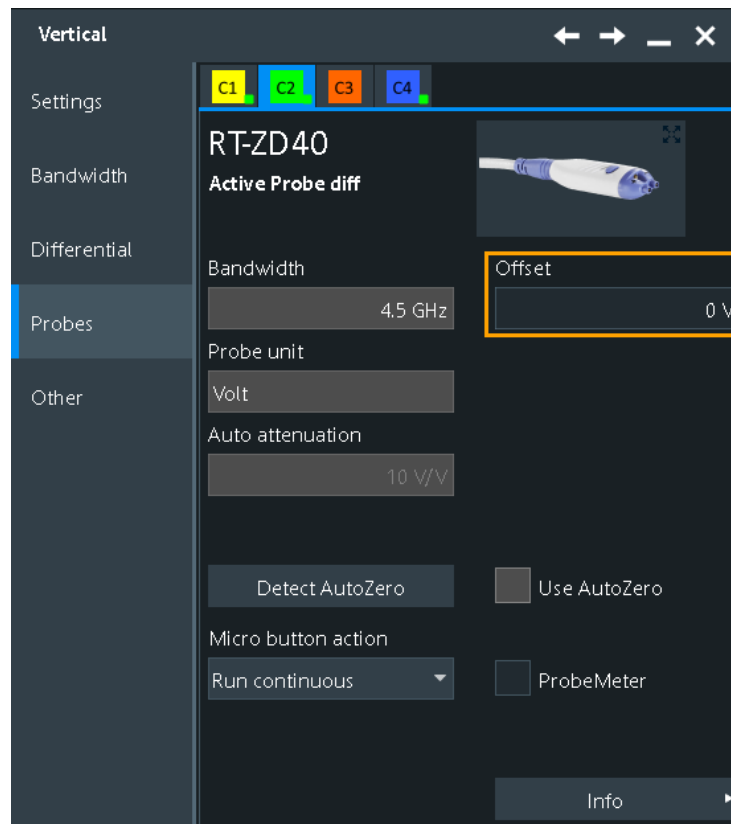 Vertical
Settings
Bandwidth
Differential
Probes
Other
C1 C2 C3 C4
RT-ZD40
Active Probe diff
Bandwidth
4.5 GHz
Offset
0 V
Probe unit
Volt
Auto attenuation
10 V/V
Detect AutoZero
Use AutoZero
Micro button action
Run continuous
ProbeMeter
Info